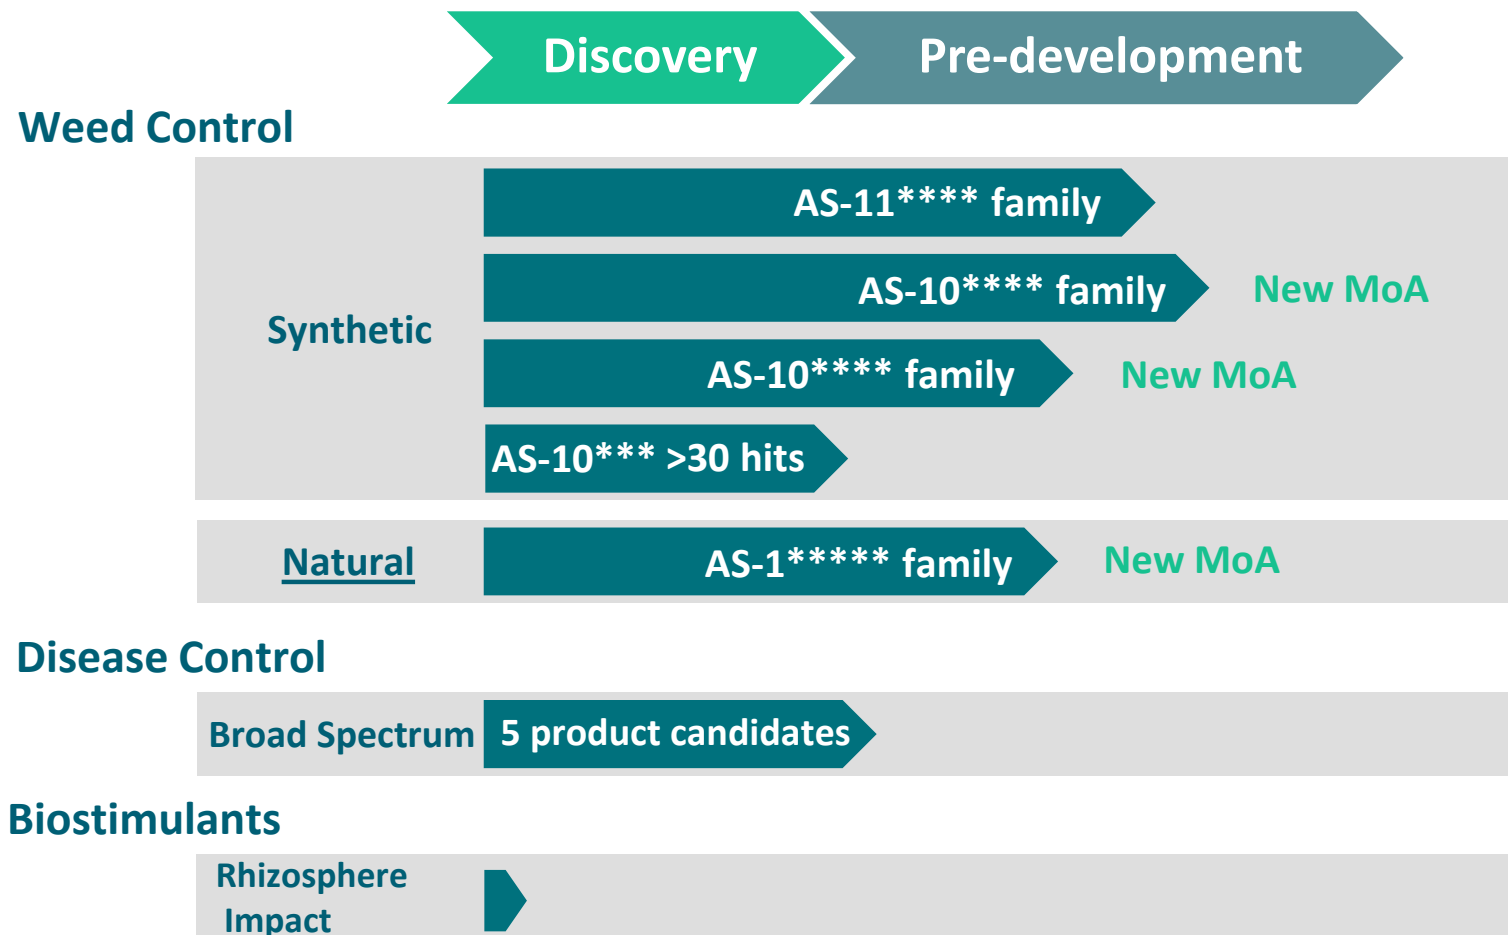 Discovery Pre-development
Weed Control
Synthetic
AS-11**** family
AS-10**** family New MoA
AS-10**** family New MoA
AS-10*** >30 hits
Natural AS-1***** family New MoA
Disease Control
Broad Spectrum 5 product candidates
Biostimulants
Rhizosphere
Impact